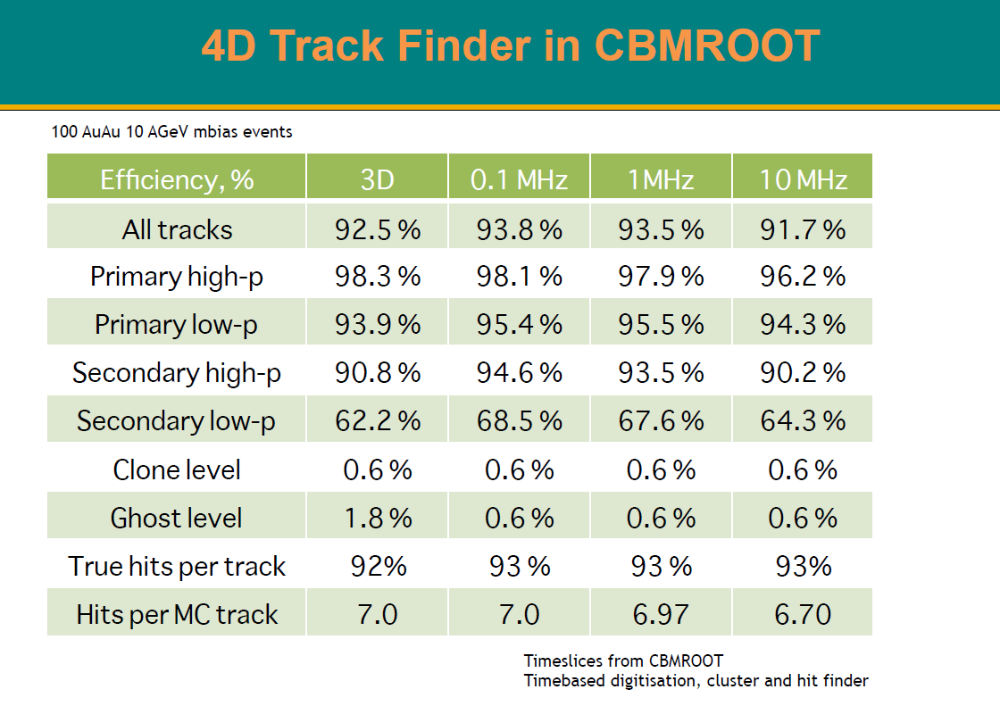 4D Track Finder in CBMROOT
100 AuAu 10 AGeV mbias events
Efficiency, % 3D 0.1 MHz 1MHz 10 MHz
All tracks 92.5 % 93.8 % 93.5 % 91.7 %
Primary high-p 98.3 % 98.1 % 97.9 % 96.2 %
Primary low-p 93.9 % 95.4 % 95.5 % 94.3 %
Secondary high-p 90.8 % 94.6 % 93.5 % 90.2 %
Secondary low-p 62.2 % 68.5 % 67.6 % 64.3 %
Clone level 0.6 % 0.6 % 0.6 % 0.6 %
Ghost level 1.8 % 0.6 % 0.6 % 0.6 %
True hits per track 92% 93 % 93 % 93%
Hits per MC track 7.0 7.0 6.97 6.70
Timeslices from CBMROOT
Timebased digitisation, cluster and hit finder